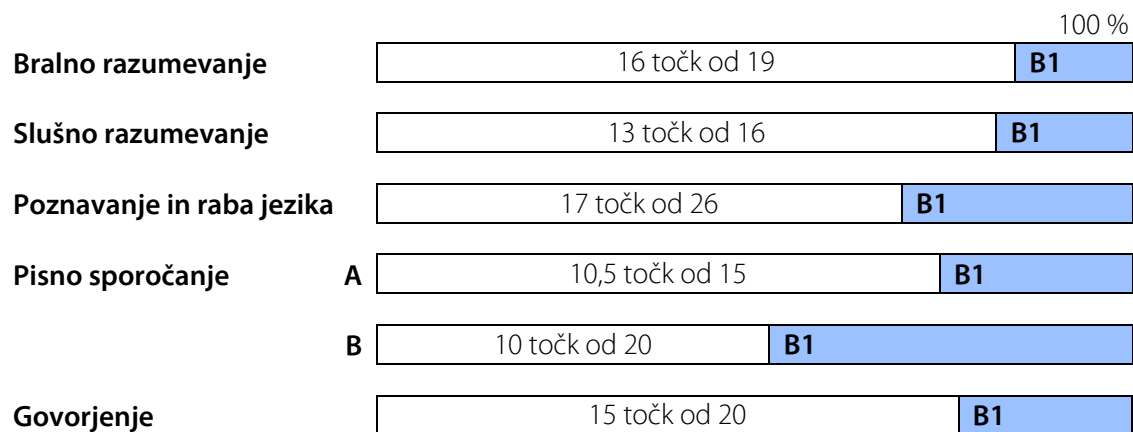 100 %
Bralno razumevanje 16 točk od 19 B1
Slušno razumevanje 13 točk od 16 B1
Poznavanje in raba jezika 17 točk od 26 B1
Pisno sporočanje A 10,5 točk od 15 B1
B 10 točk od 20 B1
Govorjenje 15 točk od 20 B1